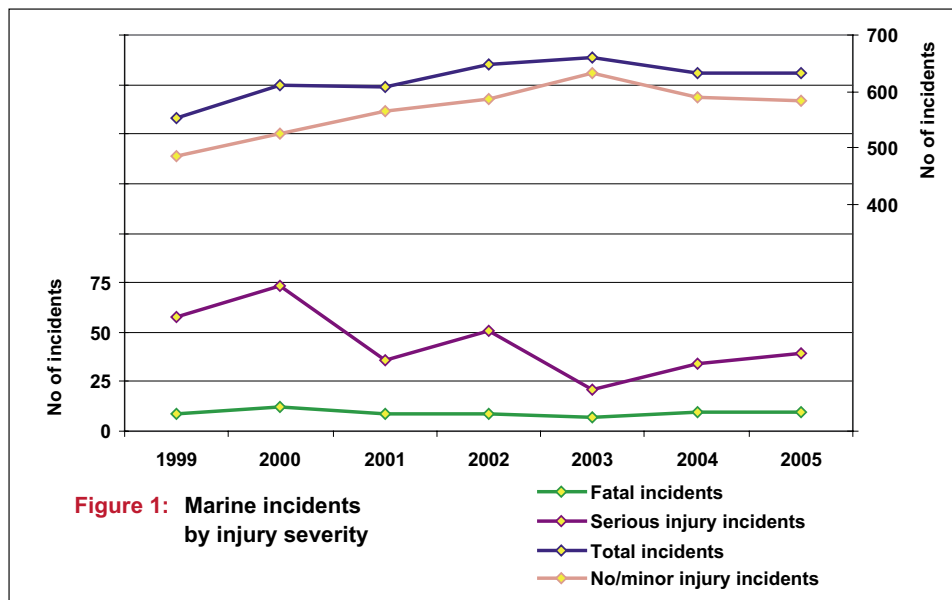 700
600
500
400
No of incidents
75
50
25
0
No of incidents
1999 2000 2001 2002 2003 2004 2005
Figure 1: Marine incidents
by injury severity
Fatal incidents
Serious injury incidents
Total incidents
No/minor injury incidents